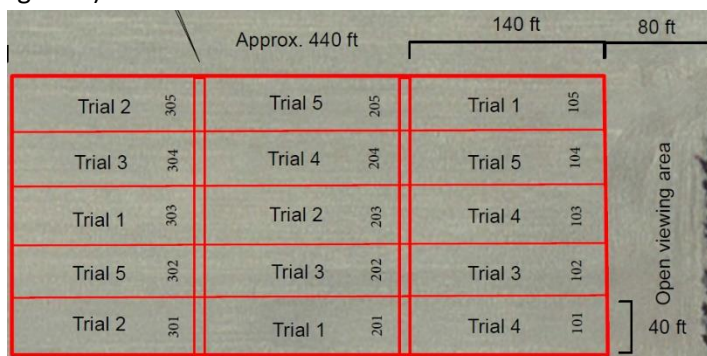 140 ft
80 ft
Approx. 440 ft
Trial 2 305 Trial 5 205 Trial 1 105
Trial 3 304 Trial 4 204 Trial 5 104
Trial 1 303 Trial 2 203 Trial 4 103
Trial 5 302 Trial 3 202 Trial 3 102
Trial 2 301 Trial 1 201 Trial 4 101
Open viewing area
40 ft